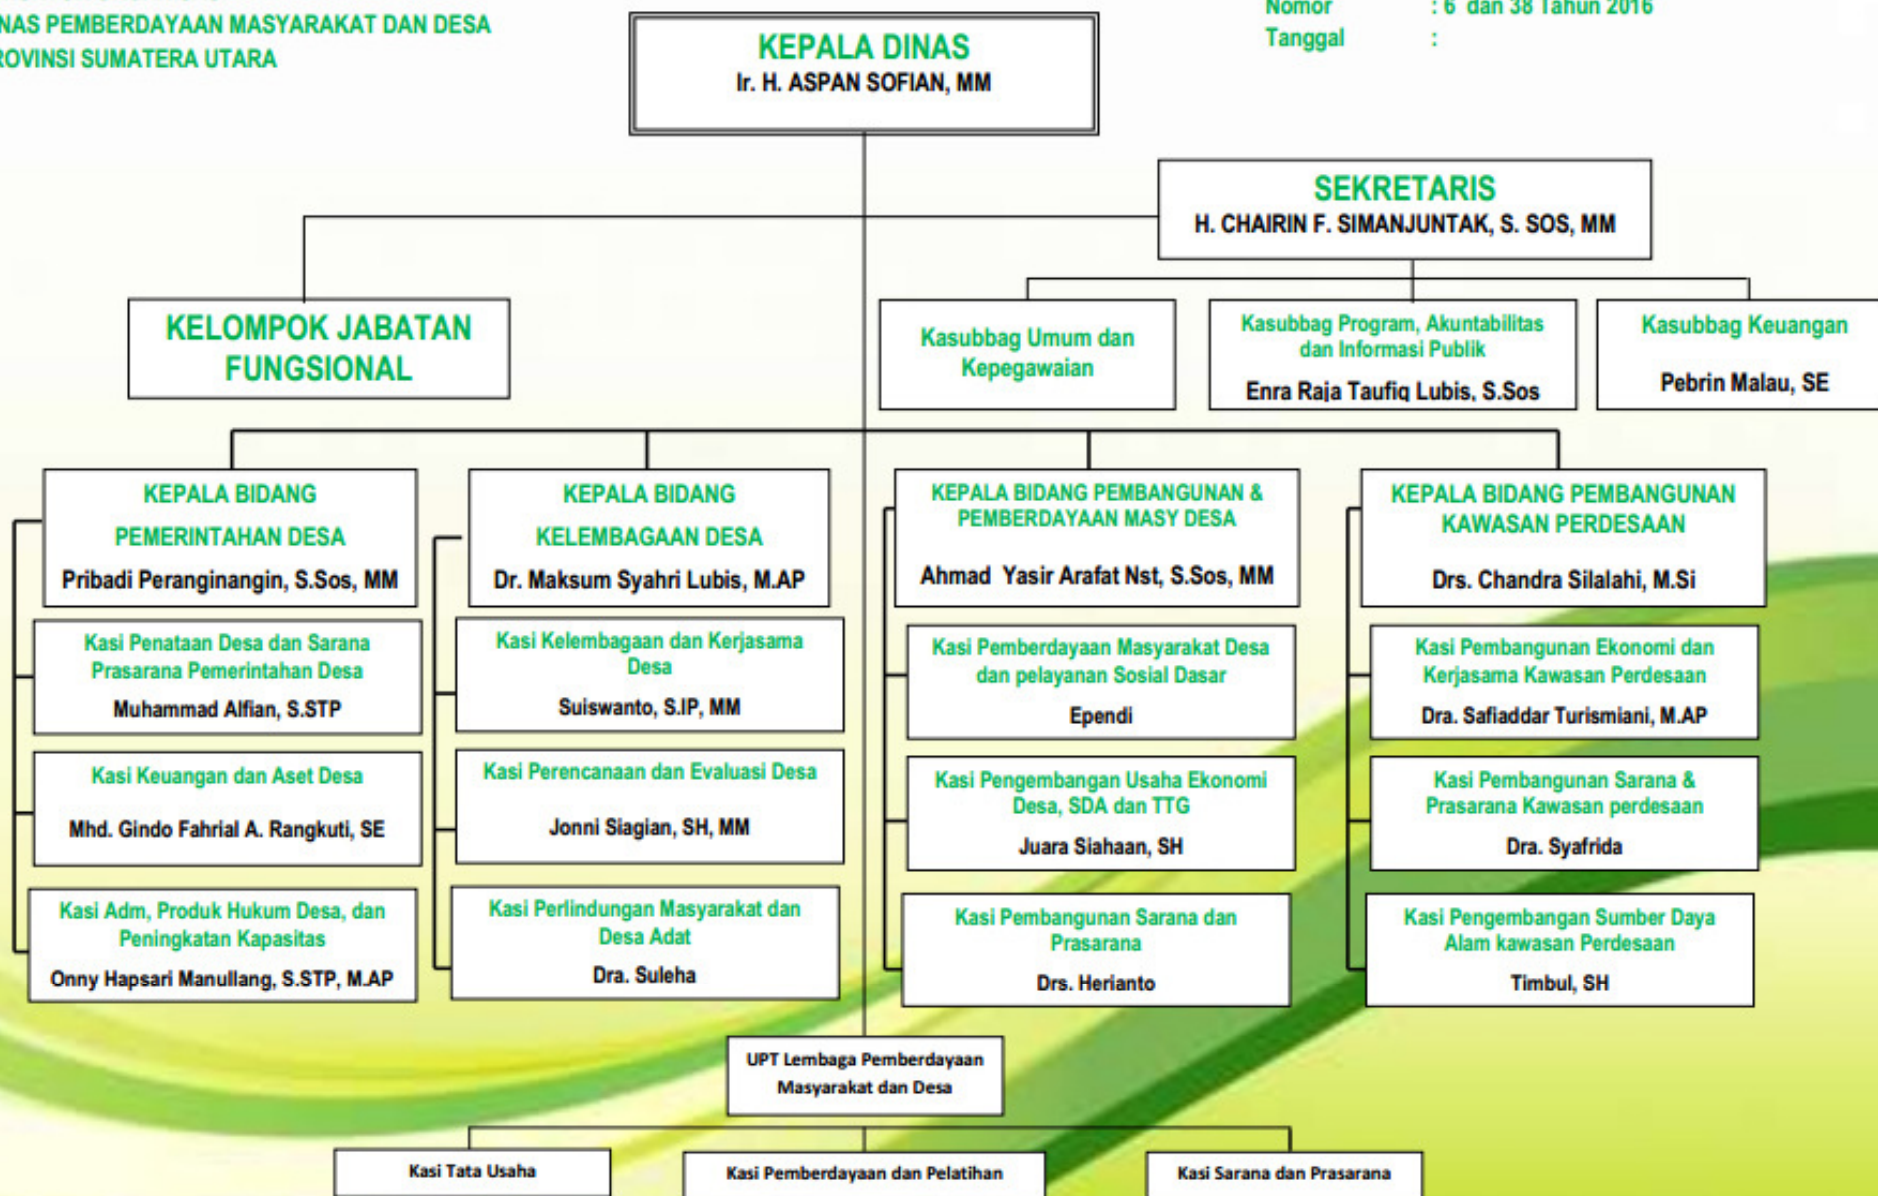 PEMBERDAYAAN MASYARAKAT DAN DESA
SUMATERA UTARA
Nomor : 6 dan 38 Tahun 2016
Tanggal :
KEPALA DINAS
Ir. H. ASPAN SOFIAN, MM
SEKRETARIS
H. CHAIRIN F. SIMANJUNTAK, S. SOS, MM
KELOMPOK JABATAN
FUNGSIONAL
Kasubbag Umum dan
Kepegawaian
Kasubbag Program, Akuntabilitas
dan Informasi Publik
Enra Raja Taufiq Lubis, S.Sos
Kasubbag Keuangan
Pebrin Malau, SE
KEPALA BIDANG
PEMERINTAHAN DESA
Pribadi Peranginangin, S.Sos, MM
Kasi Penataan Desa dan Sarana
Prasarana Pemerintahan Desa
Muhammad Alfian, S.STP
Kasi Keuangan dan Aset Desa
Mhd. Gindo Fahrial A. Rangkuti, SE
Kasi Adm, Produk Hukum Desa, dan
Peningkatan Kapasitas
Onny Hapsari Manullang, S.STP, M.AP
KEPALA BIDANG
KELEMBAGAAN DESA
Dr. Maksum Syahri Lubis, M.AP
Kasi Kelembagaan dan Kerjasama
Desa
Suiswanto, S.IP, MM
Kasi Perencanaan dan Evaluasi Desa
Jonni Siagian, SH, MM
Kasi Perlindungan Masyarakat dan
Desa Adat
Dra. Suleha
KEPALA BIDANG PEMBANGUNAN &
PEMBERDAYAAN MASY DESA
Ahmad Yasir Arafat Nst, S.Sos, MM
Kasi Pemberdayaan Masyarakat Desa
dan pelayanan Sosial Dasar
Ependi
Kasi Pengembangan Usaha Ekonomi
Desa, SDA dan TTG
Juara Siahaan, SH
Kasi Pembangunan Sarana dan
Prasarana
Drs. Herianto
KEPALA BIDANG PEMBANGUNAN
KAWASAN PERDESAAN
Drs. Chandra Silalahi, M.Si
Kasi Pembangunan Ekonomi dan
Kerjasama Kawasan Perdesaan
Dra. Safiaddar Turismiani, M.AP
Kasi Pembangunan Sarana &
Prasarana Kawasan perdesaan
Dra. Syafrida
Kasi Pengembangan Sumber Daya
Alam kawasan Perdesaan
Timbul, SH
UPT Lembaga Pemberdayaan
Masyarakat dan Desa
Kasi Tata Usaha
Kasi Pemberdayaan dan Pelatihan
Kasi Sarana dan Prasarana